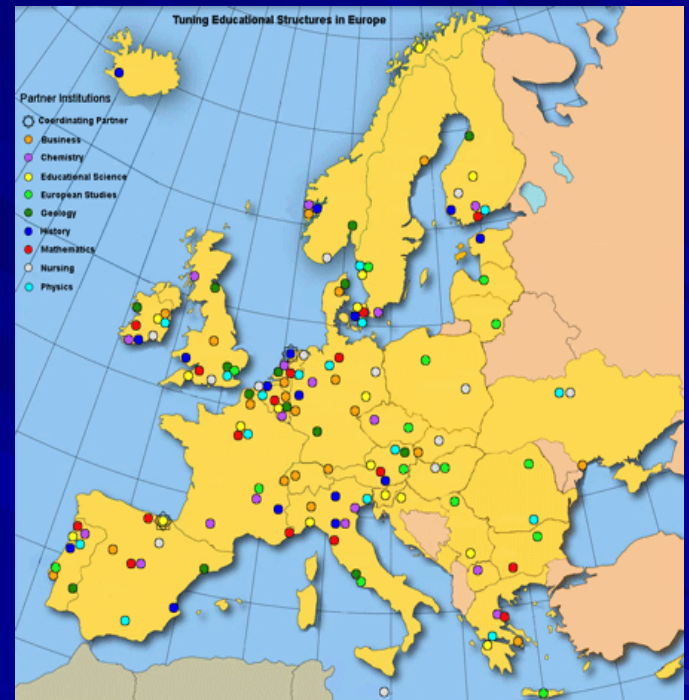 Tuning Educational Structures in Europe
Partner Institutions
Coordinating Partner
Business
Chemistry
Educational Science
European Studies
Geology
History
Mathematics
Nursing
Physics